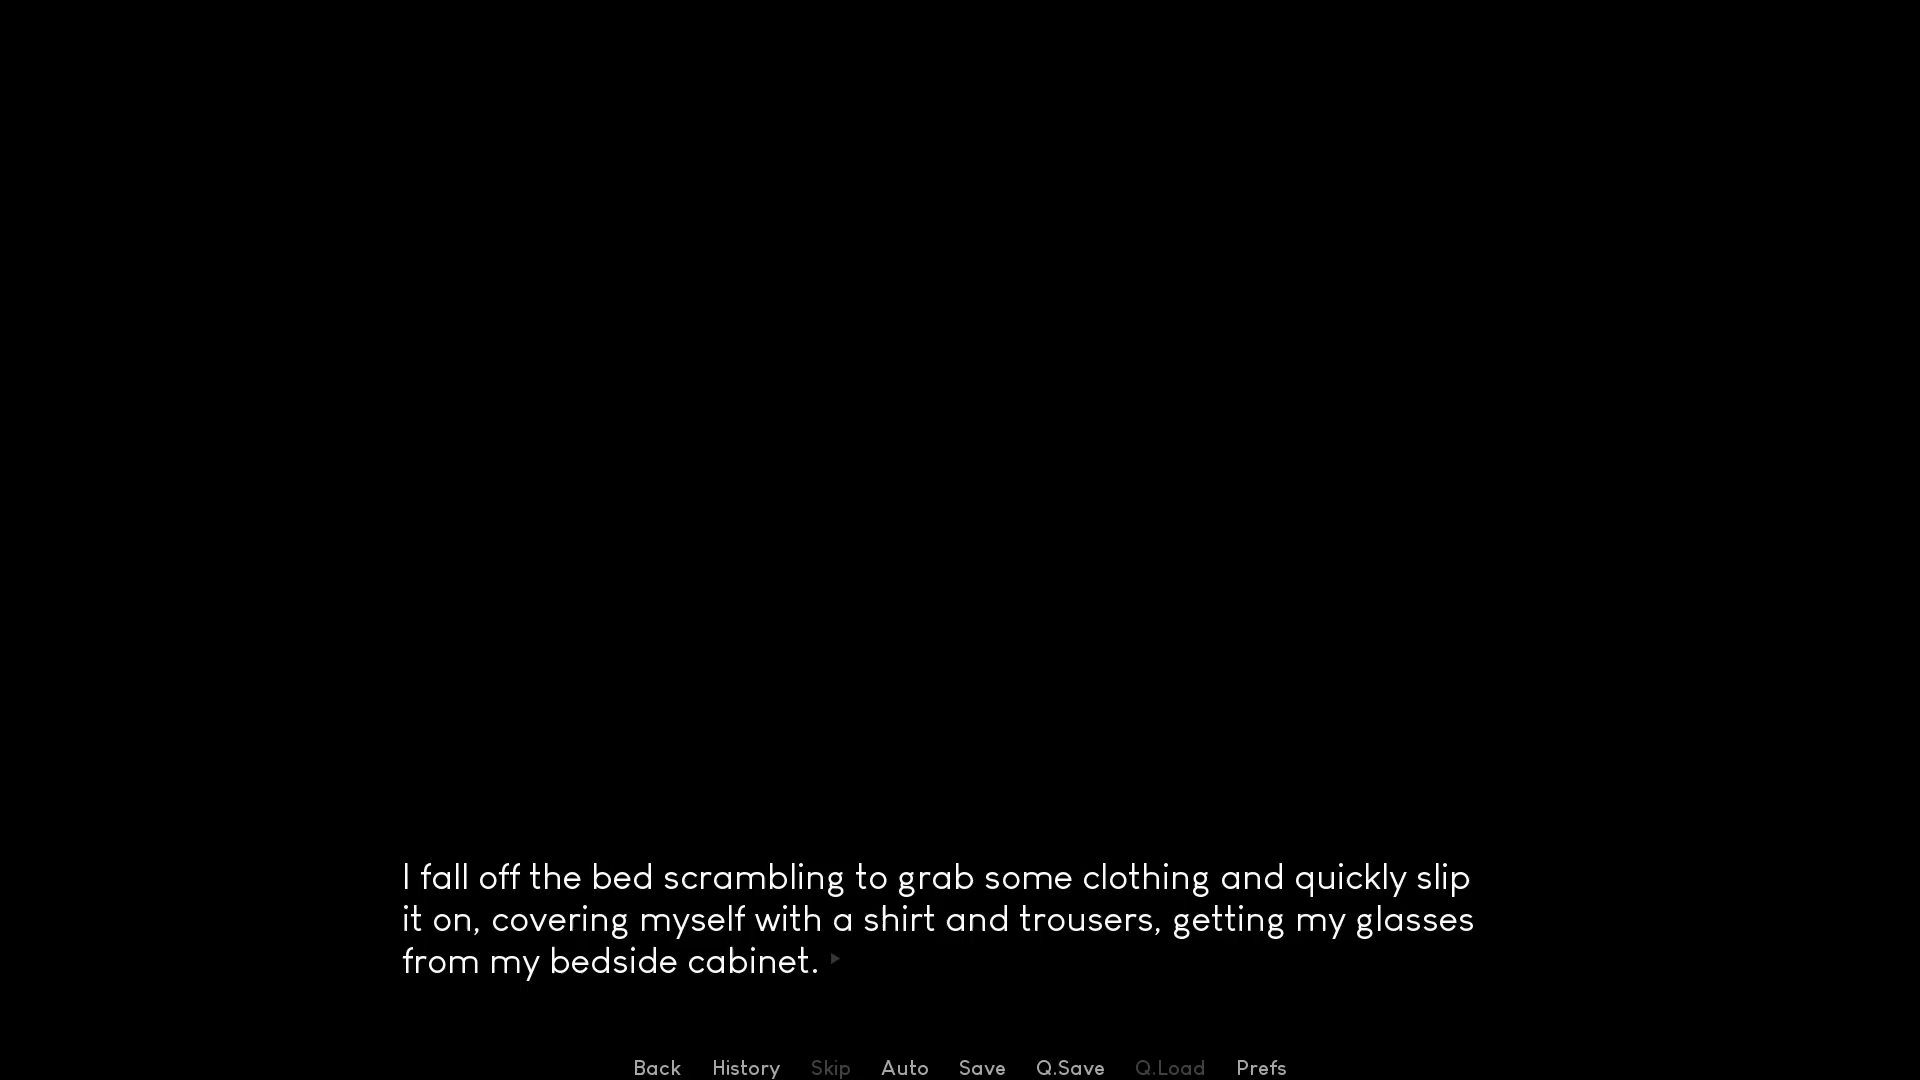 I fall off the bed scrambling to grab some clothing and quickly slip
it on, covering myself with a shirt and trousers, getting my glasses
from my bedside cabinet.
Back History Skip Auto Save Q.Save Q.Load Prefs